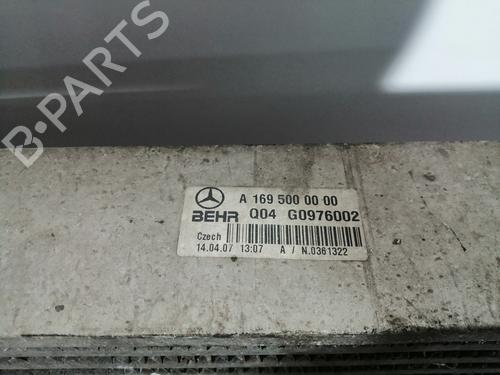 B-PARTS
A 169 500 00 00
BEHR Q04 G0976002
Czech
14.04.07 13:07 A / N.0361322